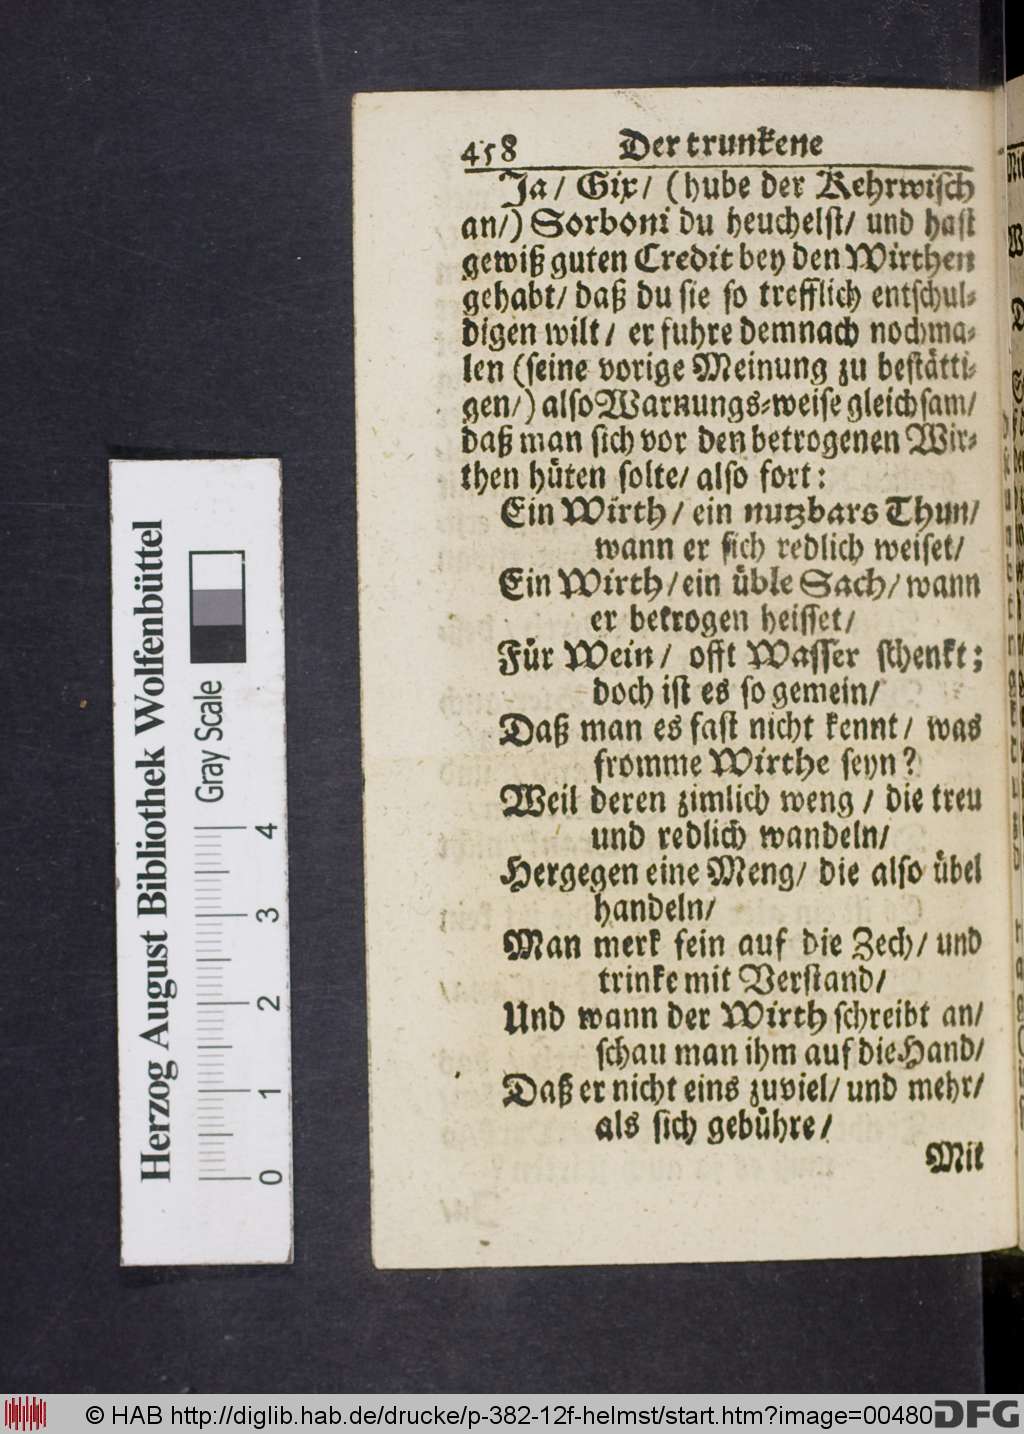 458 Der trunkene
Ja/ Gix/ (hube der Kehrwisch
an/) Sorboni du heuchelst/ und hast
gewiß guten Credit bey den Wirthen
gehabt/ daß du sie so trefflich entschul-
digen wilt/ er fuhre demnach nochma-
len (seine vorige Meinung zu bestätti-
gen/) also Warnungs-weise gleichsam/
daß man sich vor den betrogenen Wir-
then hüten solte/ also fort:
Ein Wirth/ ein nutzbars Thun/
wann er sich redlich weiset/
Ein Wirth/ ein üble Sach/ wann
er betrogen heisset/
Für Wein/ offt Wasser schenkt;
doch ist es so gemein/
Daß man es fast nicht kennt/ was
fromme Wirthe seyn?
Weil deren zimlich weng/ die treu
und redlich wandeln/
Hergegen eine Meng/ die also übel
handeln/
Man merk fein auf die Zech/ und
trinke mit Verstand/
Und wann der Wirth schreibt an/
schau man ihm auf die Hand/
Daß er nicht eins zuviel/ und mehr/
als sich gebühre/
Mit
Herzog August Bibliothek Wolfenbüttel
Gray Scale
0 1 2 3 4
© HAB http://diglib.hab.de/drucke/p-382-12f-helmst/start.htm?image=00480
DFG